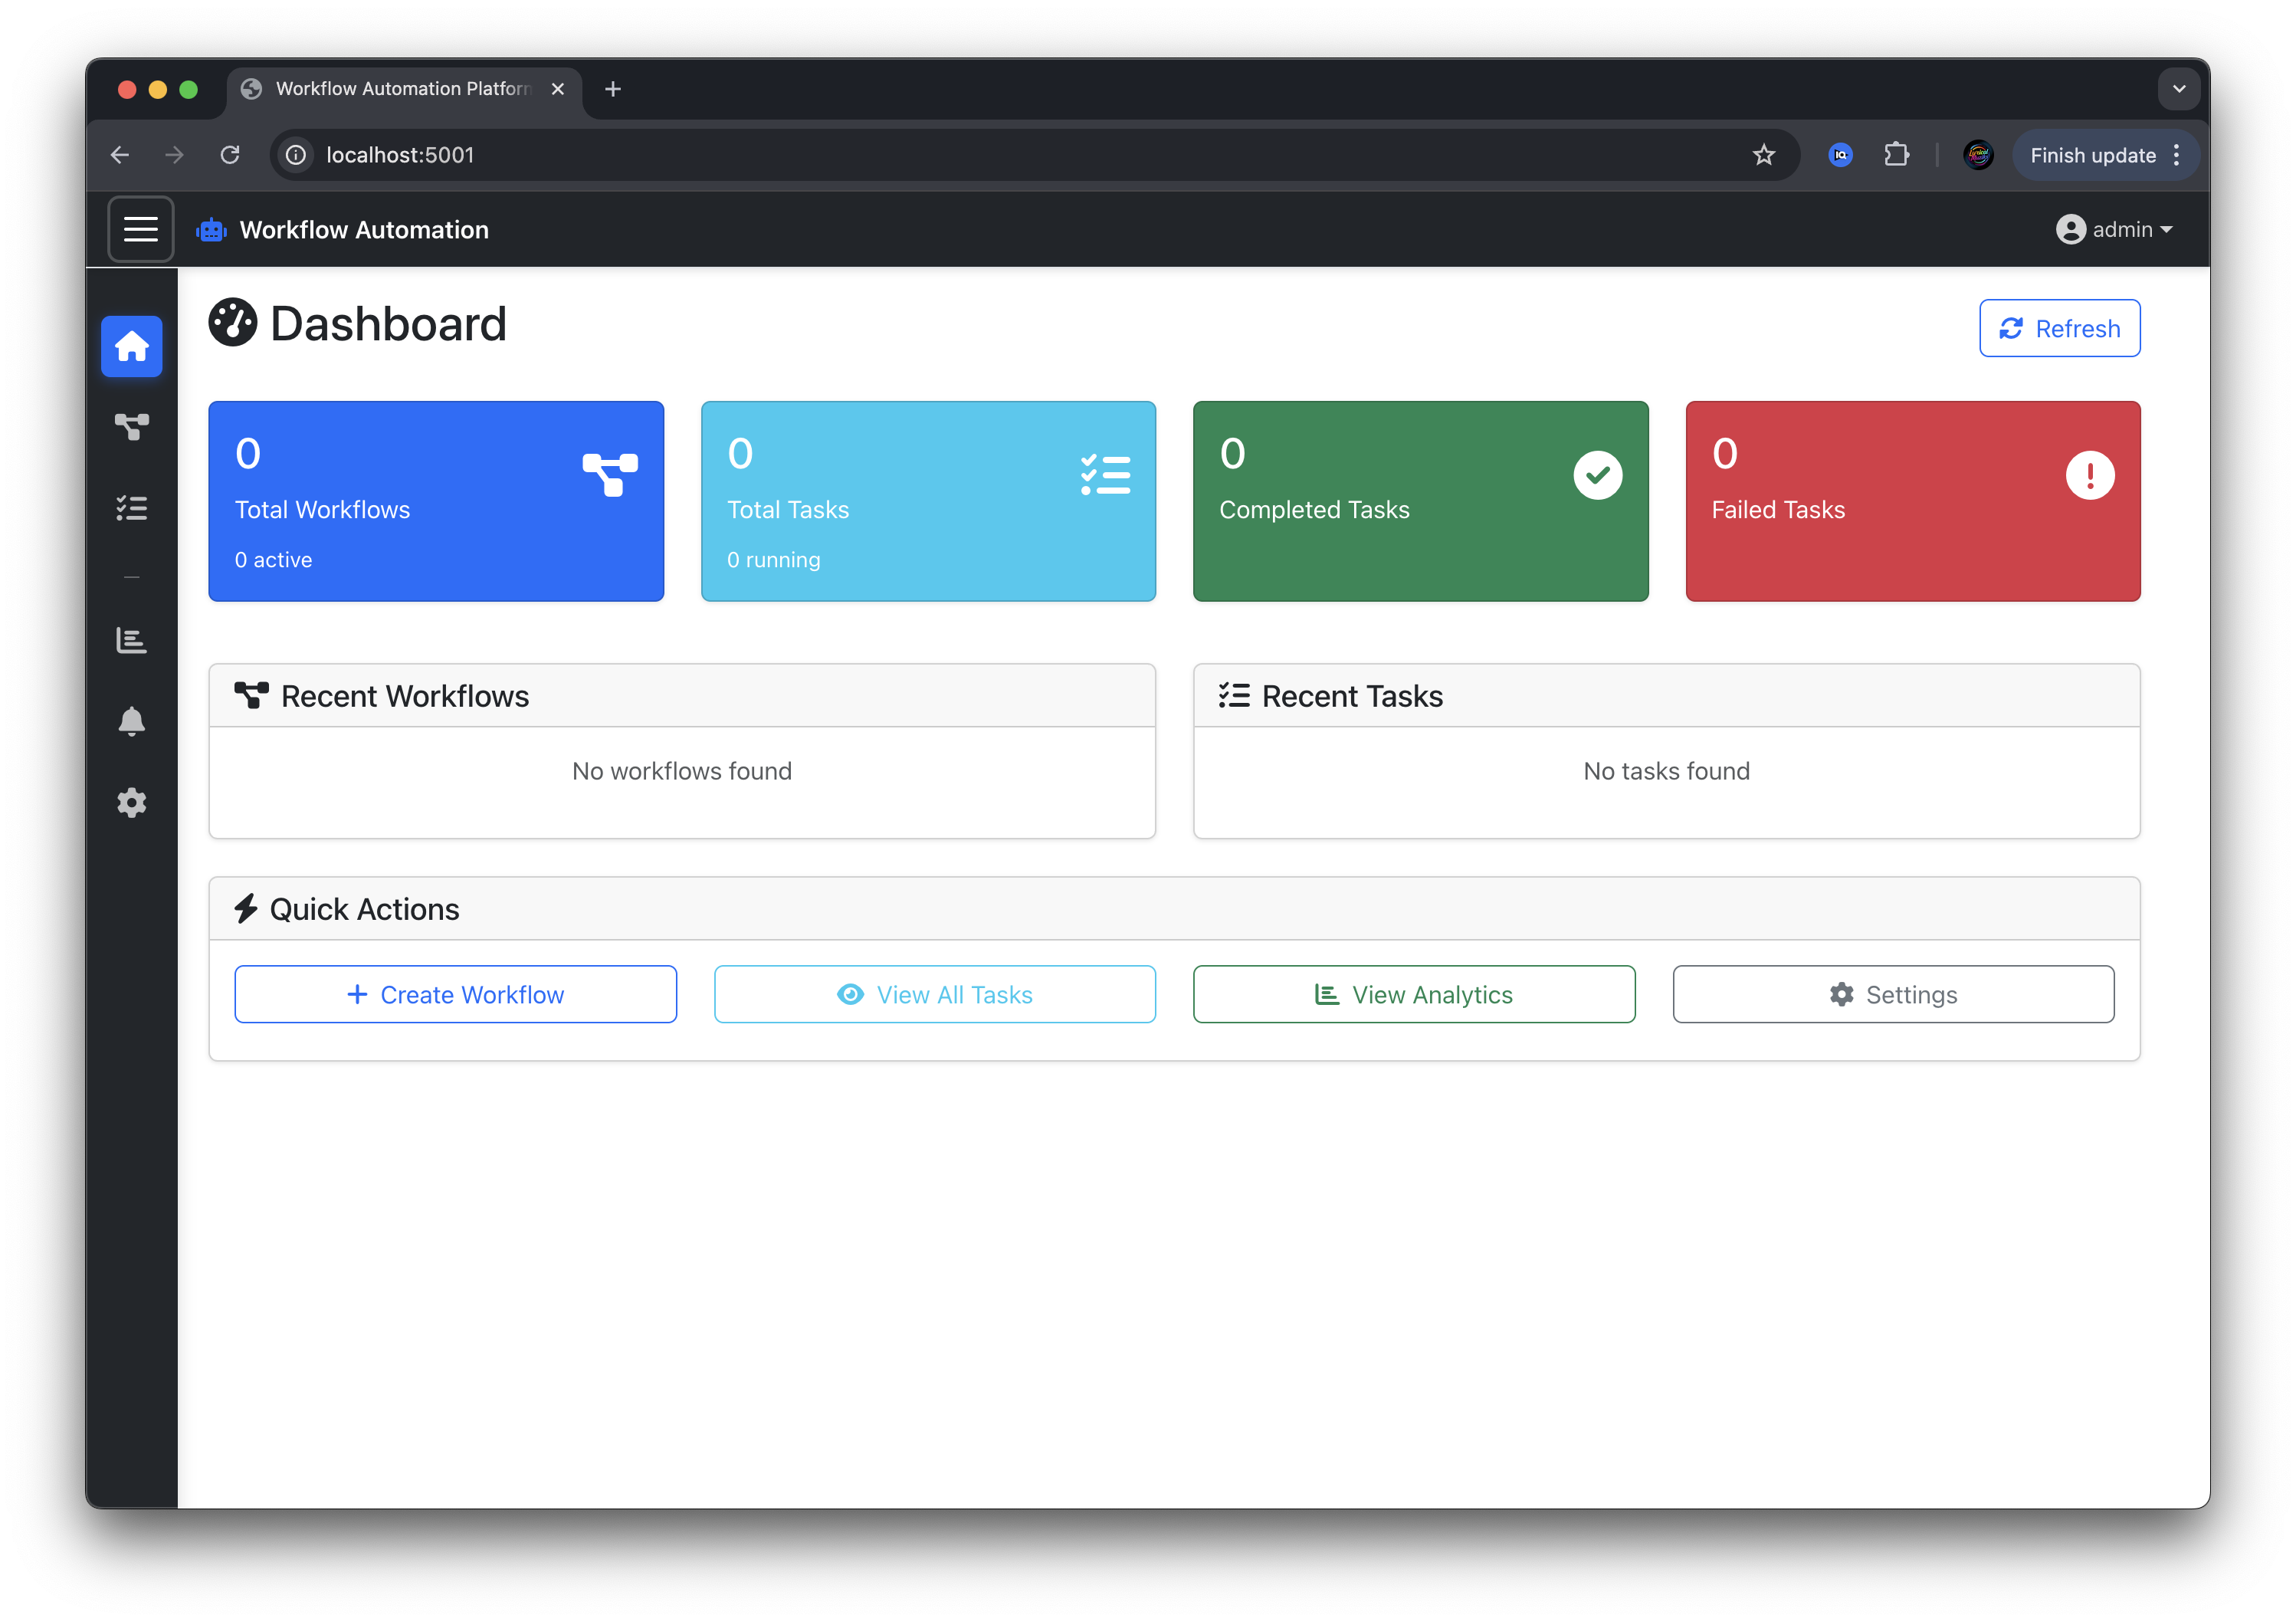 Workflow Automation Platform
localhost:5001
Finish update
Workflow Automation
admin
Dashboard
Refresh
0
Total Workflows
0 active
0
Total Tasks
0 running
0
Completed Tasks
0
Failed Tasks
Recent Workflows
No workflows found
Recent Tasks
No tasks found
Quick Actions
Create Workflow
View All Tasks
View Analytics
Settings